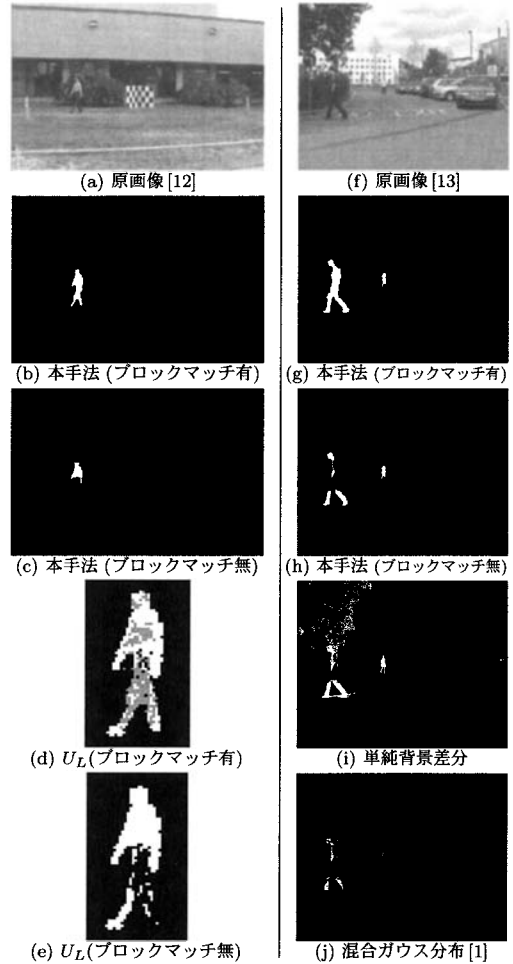 (a) 原画像[12]
(b) 本手法 (ブロックマッチ有)
(c) 本手法 (ブロックマッチ無)
(d) U_L(ブロックマッチ有)
(e) U_L(ブロックマッチ無)
(f) 原画像[13]
(g) 本手法 (ブロックマッチ有)
(h) 本手法 (ブロックマッチ無)
(i) 単純背景差分
(j) 混合ガウス分布[1]